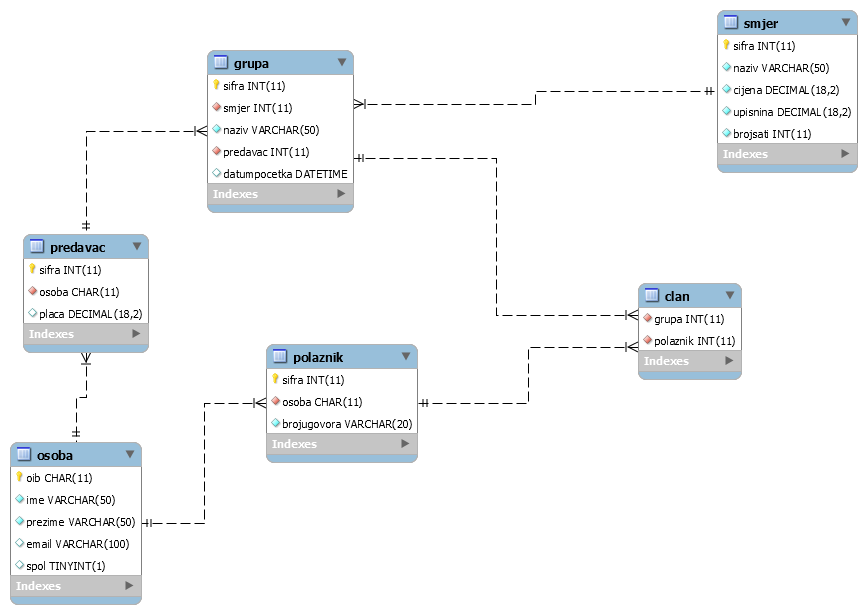 smjer
sifra INT(11)
naziv VARCHAR(50)
cijena DECIMAL(18,2)
upisnina DECIMAL(18,2)
brojsati INT(11)
Indexes
grupa
sifra INT(11)
smjer INT(11)
naziv VARCHAR(50)
predavac INT(11)
datumpocetka DATETIME
Indexes
predavac
sifra INT(11)
osoba CHAR(11)
placa DECIMAL(18,2)
Indexes
clan
grupa INT(11)
polaznik INT(11)
Indexes
polaznik
sifra INT(11)
osoba CHAR(11)
brojugovora VARCHAR(20)
Indexes
osoba
oib CHAR(11)
ime VARCHAR(50)
prezime VARCHAR(50)
email VARCHAR(100)
spol TINYINT(1)
Indexes